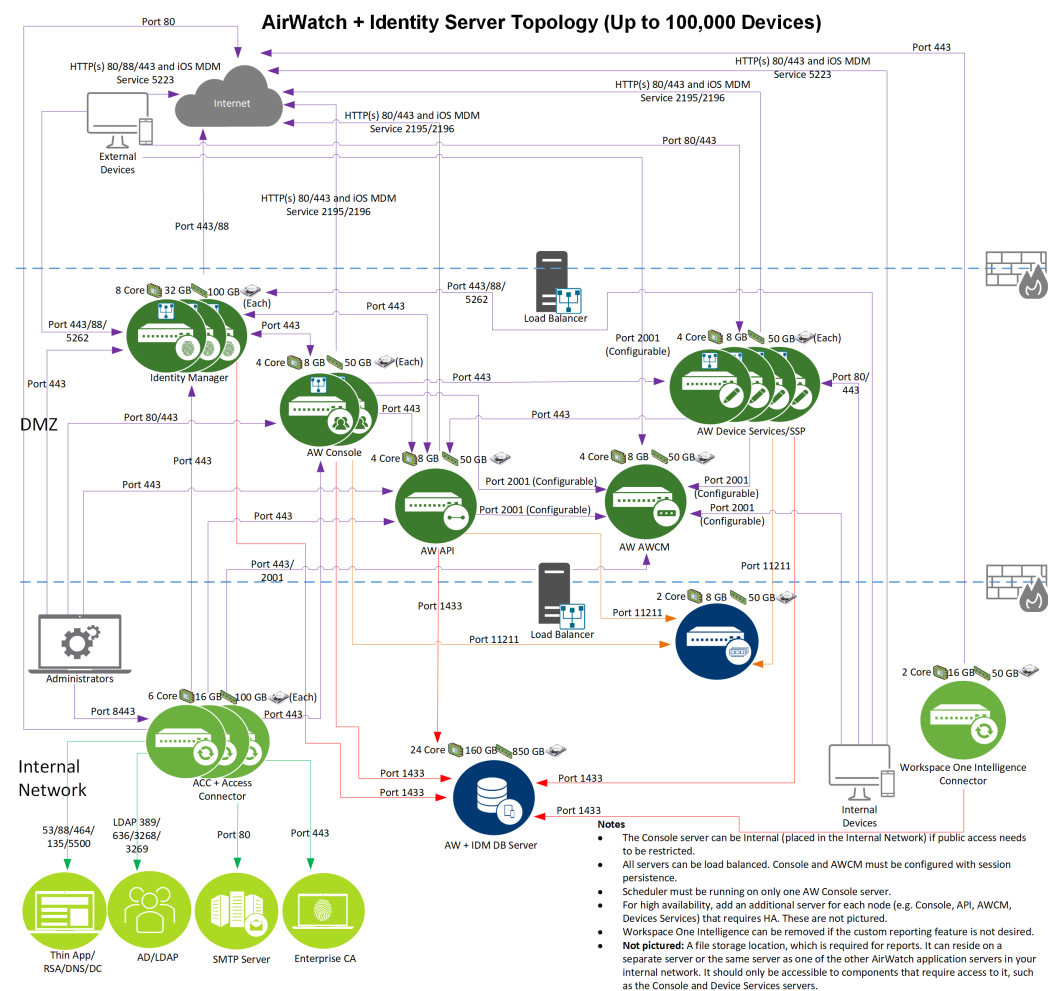 AirWatch + Identity Server Topology (Up to 100,000 Devices)
Port 80
Port 443
HTTP(s) 80/88/443 and iOS MDM
Service 5223
HTTP(s) 80/443 and iOS MDM
Service 5223
HTTP(s) 80/443 and iOS MDM
Service 2195/2196
Internet
HTTP(s) 80/443 and iOS MDM
Service 2195/2196
External
Devices
Port 80/443
HTTP(s) 80/443 and iOS MDM
Service 2195/2196
Port 443/88
8 Core
32 GB
100 GB
(Each)
Port 443/88/
5262
Load Balancer
Port 443/88/
5262
Port 443
Port 443
Port 2001
(Configurable)
4 Core
8 GB
50 GB
(Each)
Identity Manager
4 Core
8 GB
50 GB
(Each)
Port 443
Port 443
Port 80/
443
DMZ
Port 80/443
Port 443
Port 443
AW Console
AW Device Services/SSP
4 Core
8 GB
50 GB
4 Core
8 GB
50 GB
Port 443
Port 443
Port 2001 (Configurable)
Port 2001
(Configurable)
Port 443
Port 2001 (Configurable)
Port 2001
(Configurable)
AW API
AW AWCM
Port 443/
2001
Port 11211
Port 1433
2 Core
8 GB
50 GB
Port 11211
Load Balancer
Port 11211
Administrators
2 Core
16 GB
50 GB
6 Core
16 GB
100 GB
(Each)
Port 8443
Port 443
24 Core
160 GB
850 GB
Internal
Network
ACC + Access
Connector
Port 1433
Port 1433
Port 1433
Port 1433
Workspace One Intelligence
Connector
Internal
Devices
AW + IDM DB Server
53/88/464/
135/5500
LDAP 389/
636/3268/
3269
Port 80
Port 443
Thin App/
RSA/DNS/DC
AD/LDAP
SMTP Server
Enterprise CA
Notes
• The Console server can be Internal (placed in the Internal Network) if public access needs
to be restricted.
• All servers can be load balanced. Console and AWCM must be configured with session
persistence.
• Scheduler must be running on only one AW Console server.
• For high availability, add an additional server for each node (e.g. Console, API, AWCM,
Devices Services) that requires HA. These are not pictured.
• Workspace One Intelligence can be removed if the custom reporting feature is not desired.
• Not pictured: A file storage location, which is required for reports. It can reside on a
separate server or the same server as one of the other AirWatch application servers in your
internal network. It should only be accessible to components that require access to it, such
as the Console and Device Services servers.